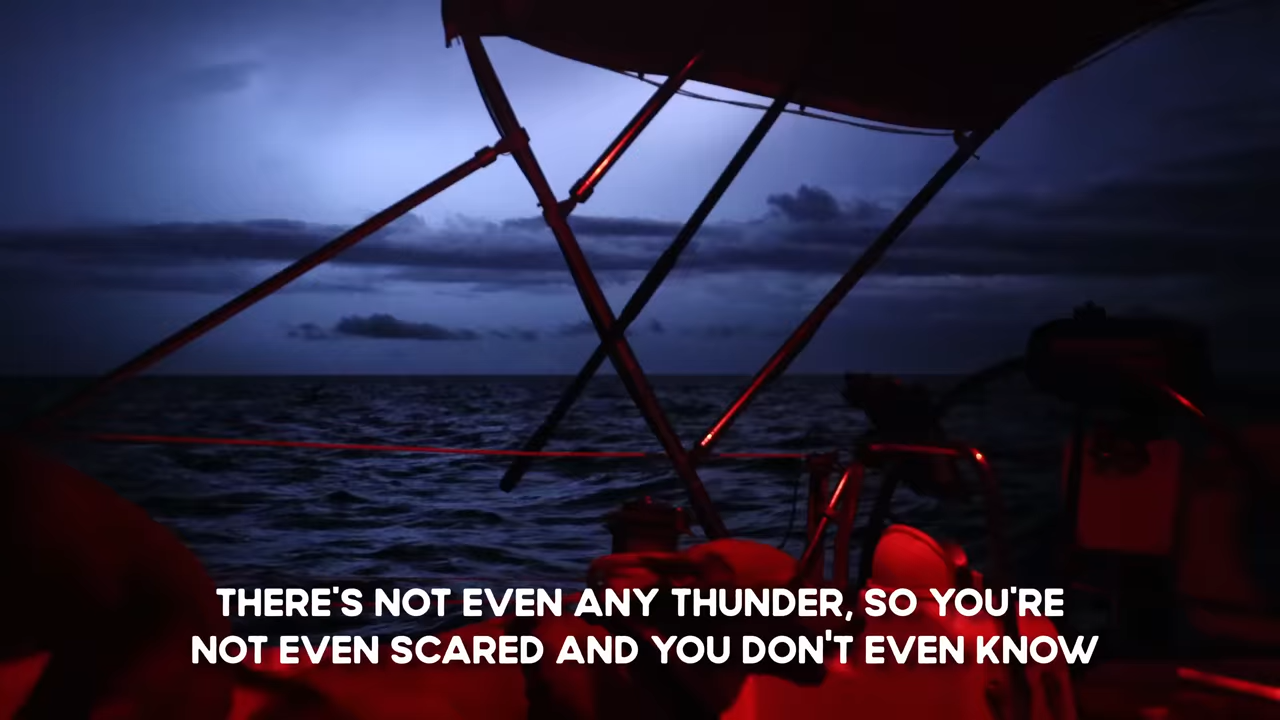 THERE'S NOT EVEN ANY THUNDER, SO YOU'RE
NOT EVEN SCARED AND YOU DON'T EVEN KNOW